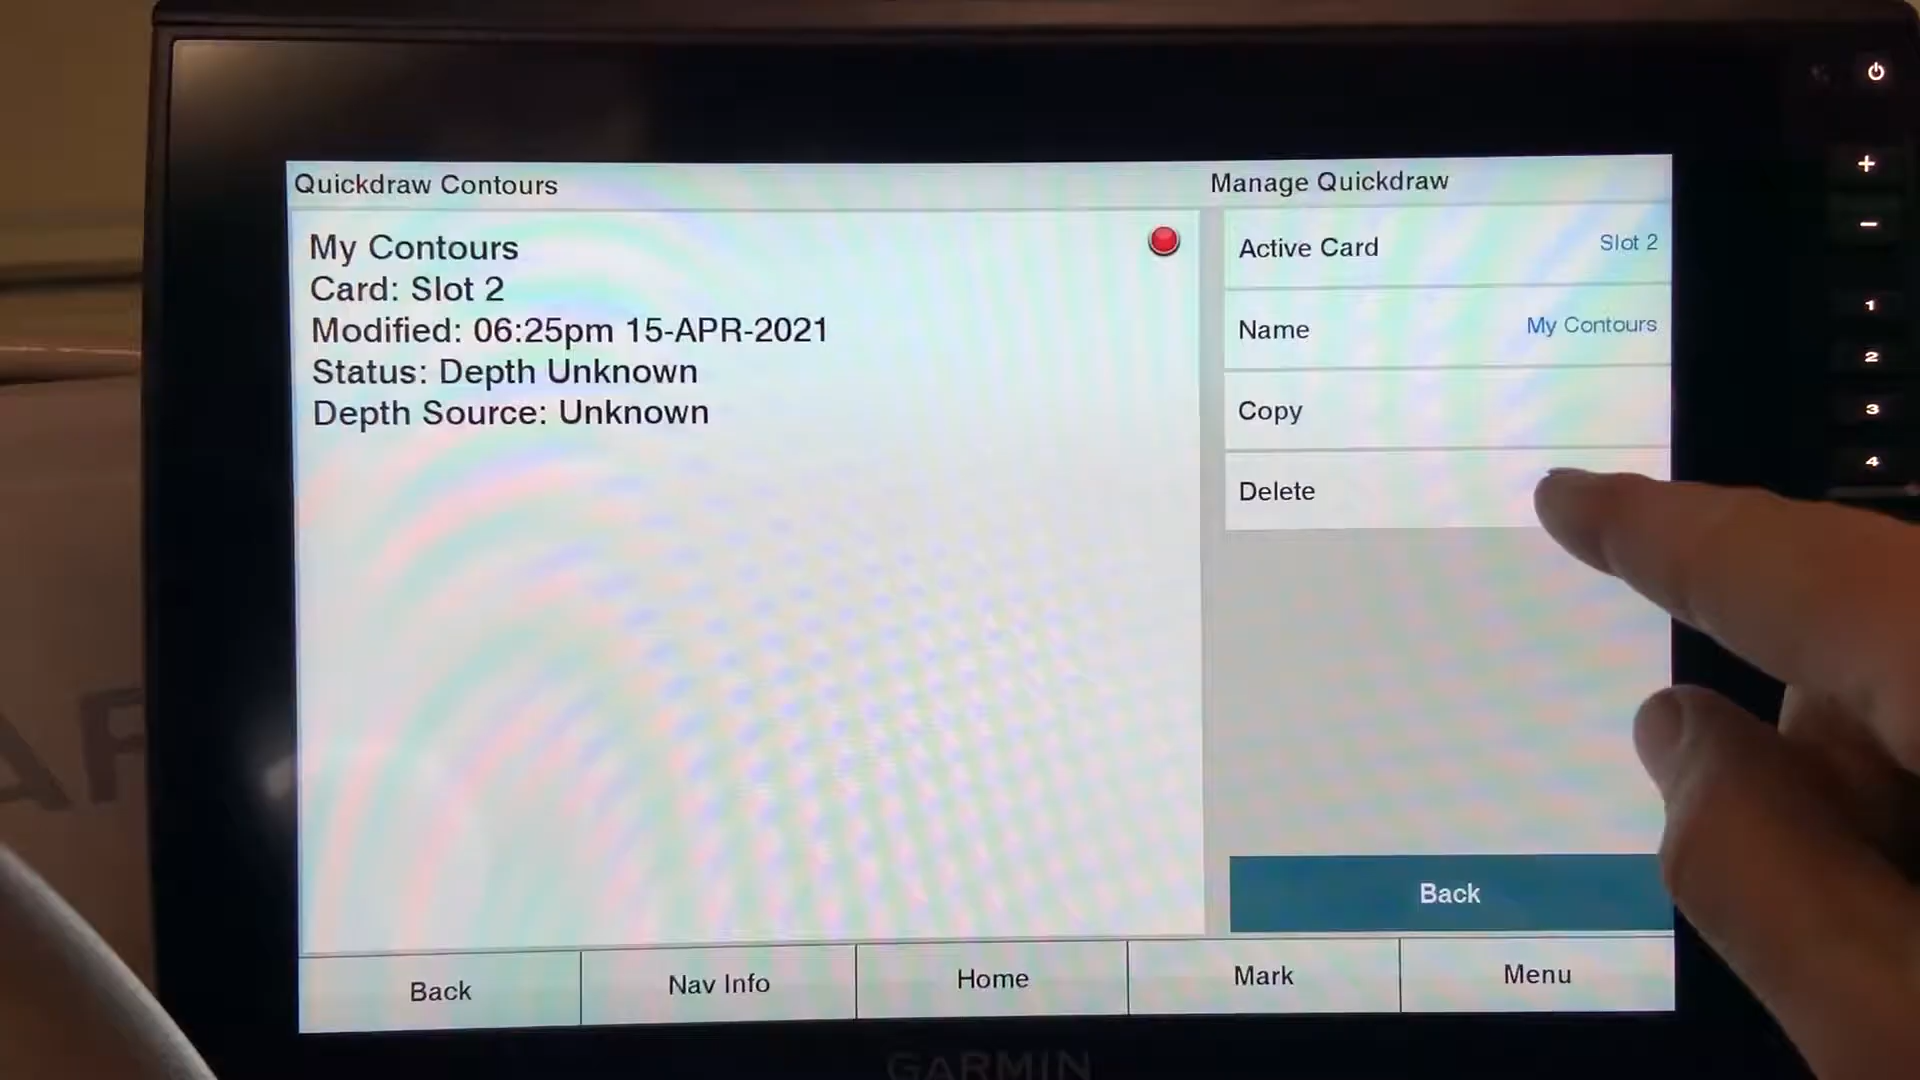 Quickdraw Contours
Manage Quickdraw
My Contours
Card: Slot 2
Modified: 06:25pm 15-APR-2021
Status: Depth Unknown
Depth Source: Unknown
Active Card Slot 2
Name My Contours
Copy
Delete
Back
Back Nav Info Home Mark Menu
GARMIN
+
−
1
2
3
4